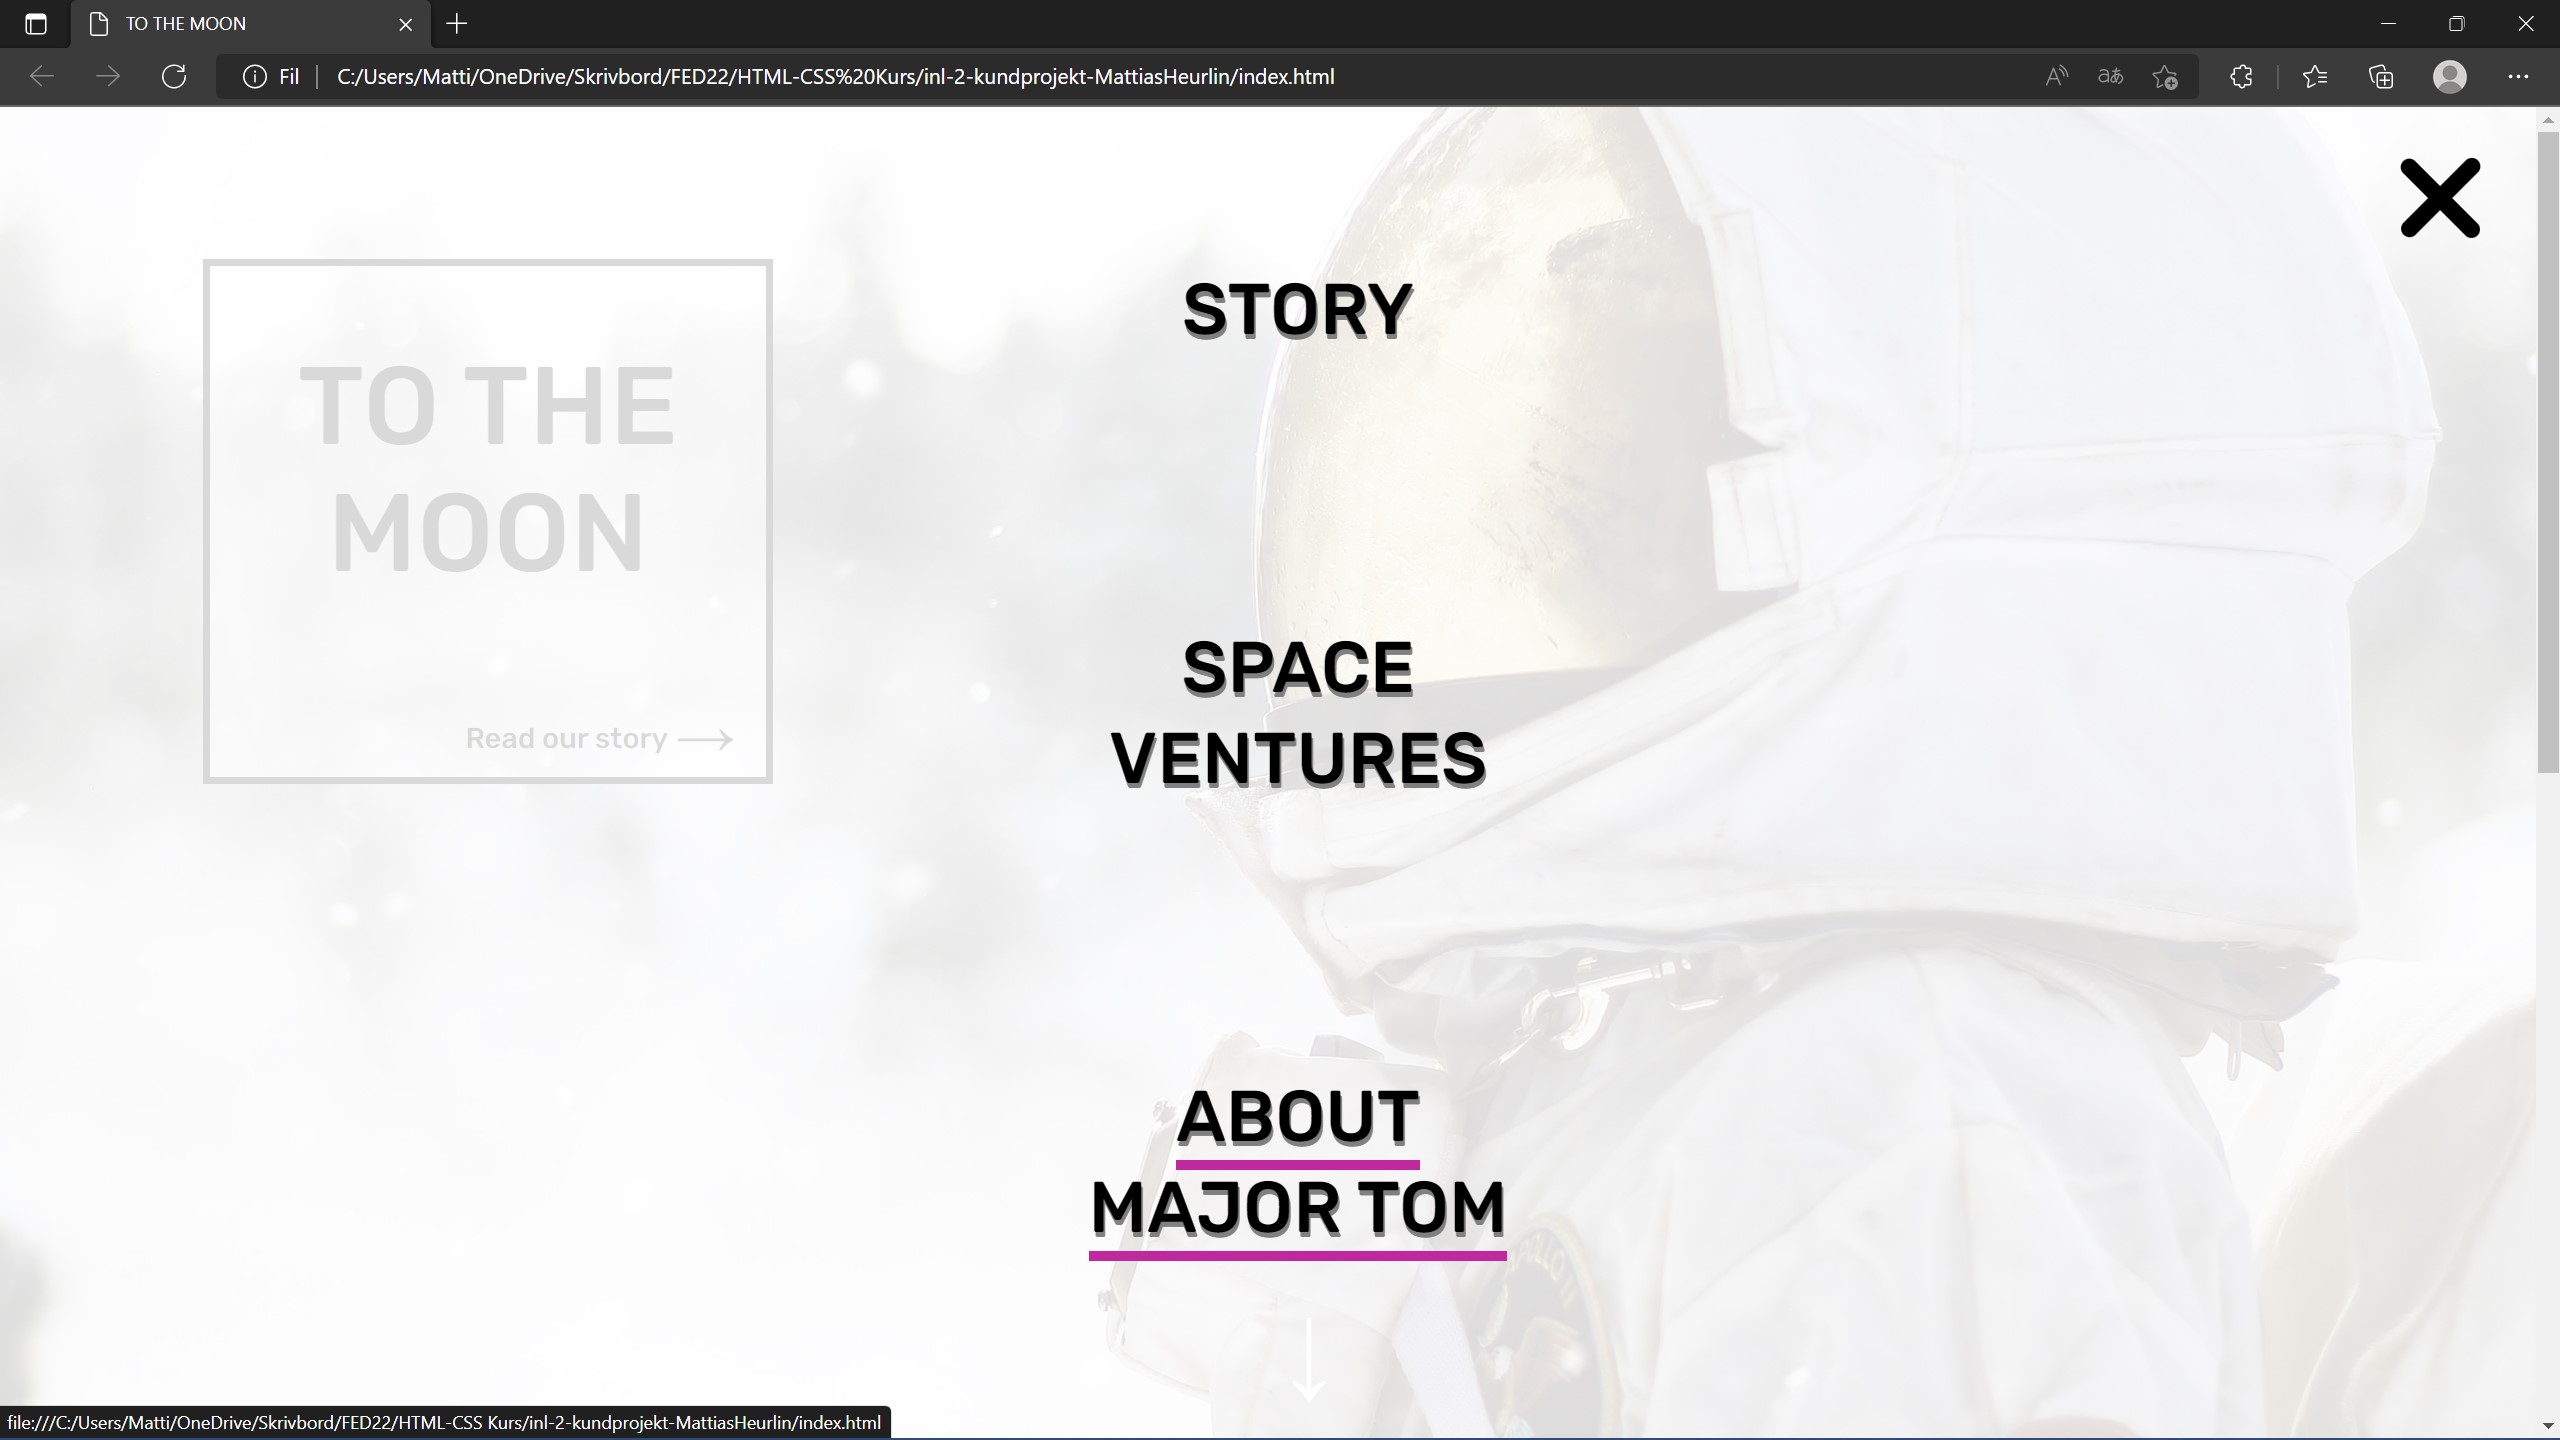 TO THE MOON
Fil
C:/Users/Matti/OneDrive/Skrivbord/FED22/HTML-CSS%20Kurs/inl-2-kundprojekt-MattiasHeurlin/index.html
aあ
STORY
TO THE
MOON
Read our story
SPACE
VENTURES
ABOUT
MAJOR TOM
file:///C:/Users/Matti/OneDrive/Skrivbord/FED22/HTML-CSS Kurs/inl-2-kundprojekt-MattiasHeurlin/index.html